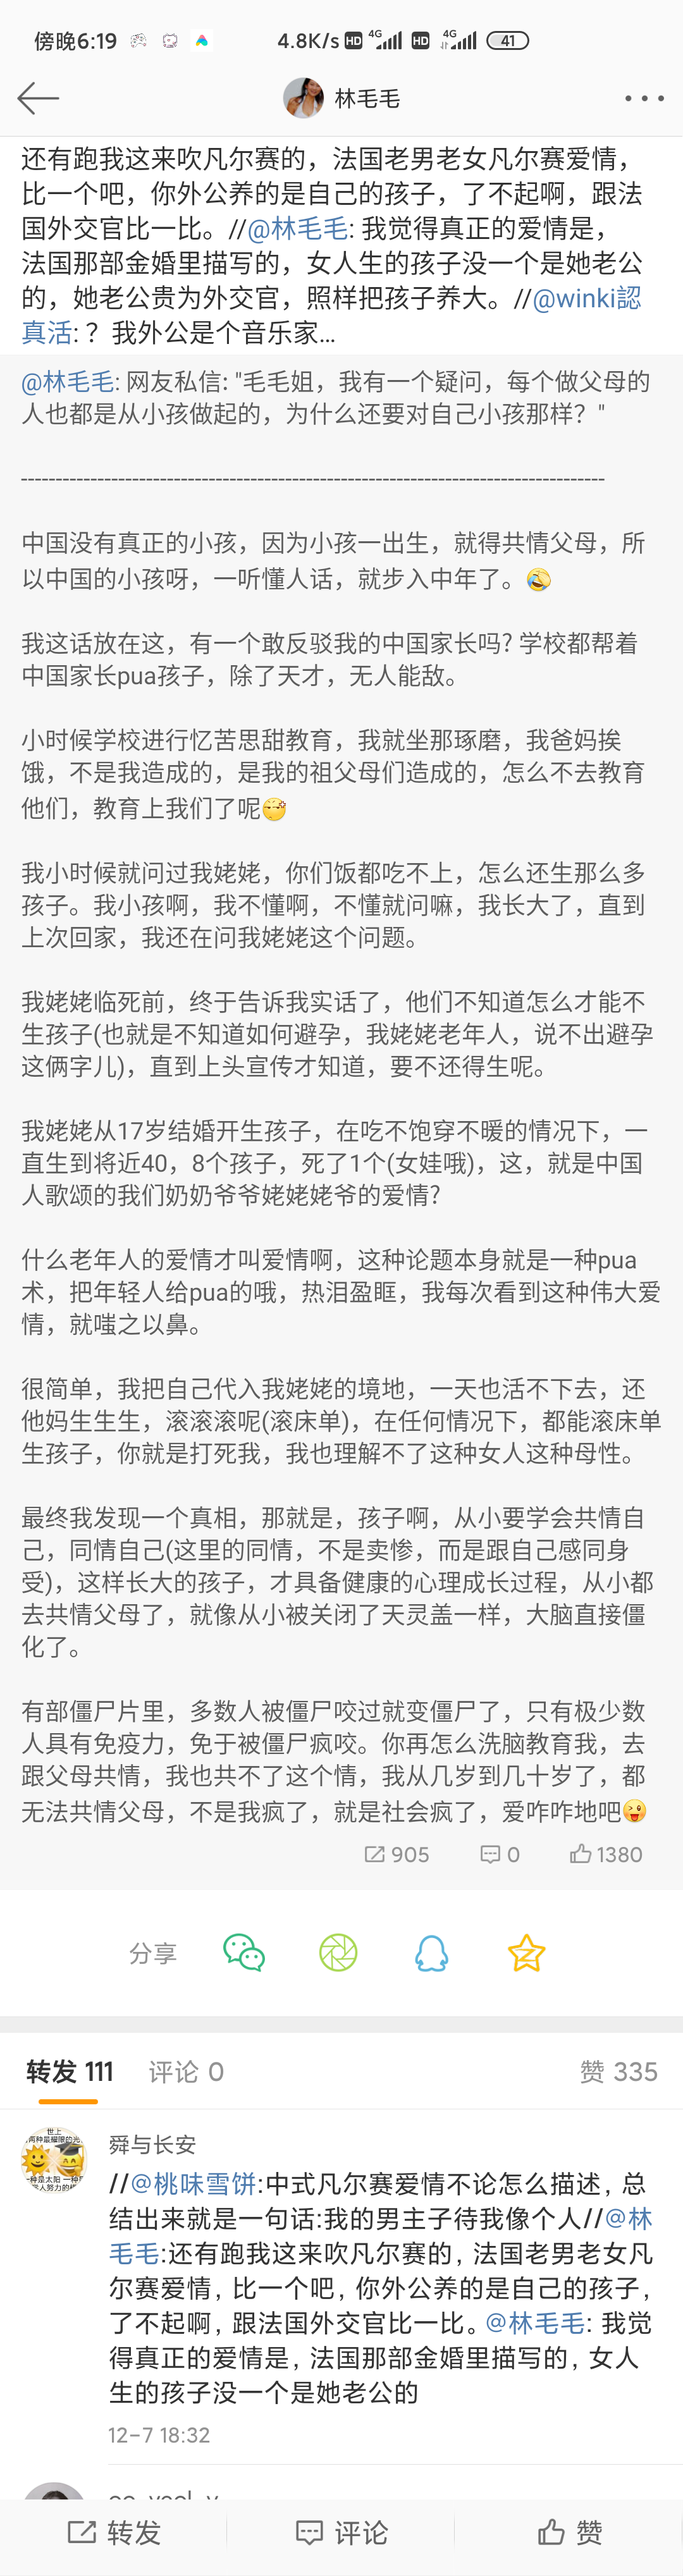 傍晚6:19
4.8K/s HD 4G HD 4G 41
林毛毛
还有跑我这来吹凡尔赛的，法国老男老女凡尔赛爱情，
比一个吧，你外公养的是自己的孩子，了不起啊，跟法
国外交官比一比。//@林毛毛: 我觉得真正的爱情是，
法国那部金婚里描写的，女人生的孩子没一个是她老公
的，她老公贵为外交官，照样把孩子养大。//@winki認
真活: ？我外公是个音乐家...
@林毛毛: 网友私信: "毛毛姐，我有一个疑问，每个做父母的
人也都是从小孩做起的，为什么还要对自己小孩那样？"
------------------------------------------------------------------------------------
中国没有真正的小孩，因为小孩一出生，就得共情父母，所
以中国的小孩呀，一听懂人话，就步入中年了。🤣
我这话放在这，有一个敢反驳我的中国家长吗? 学校都帮着
中国家长pua孩子，除了天才，无人能敌。
小时候学校进行忆苦思甜教育，我就坐那琢磨，我爸妈挨
饿，不是我造成的，是我的祖父母们造成的，怎么不去教育
他们，教育上我们了呢
我小时候就问过我姥姥，你们饭都吃不上，怎么还生那么多
孩子。我小孩啊，我不懂啊，不懂就问嘛，我长大了，直到
上次回家，我还在问我姥姥这个问题。
我姥姥临死前，终于告诉我实话了，他们不知道怎么才能不
生孩子(也就是不知道如何避孕，我姥姥老年人，说不出避孕
这俩字儿)，直到上头宣传才知道，要不还得生呢。
我姥姥从17岁结婚开生孩子，在吃不饱穿不暖的情况下，一
直生到将近40，8个孩子，死了1个(女娃哦)，这，就是中国
人歌颂的我们奶奶爷爷姥姥姥爷的爱情?
什么老年人的爱情才叫爱情啊，这种论题本身就是一种pua
术，把年轻人给pua的哦，热泪盈眶，我每次看到这种伟大爱
情，就嗤之以鼻。
很简单，我把自己代入我姥姥的境地，一天也活不下去，还
他妈生生生，滚滚滚呢(滚床单)，在任何情况下，都能滚床单
生孩子，你就是打死我，我也理解不了这种女人这种母性。
最终我发现一个真相，那就是，孩子啊，从小要学会共情自
己，同情自己(这里的同情，不是卖惨，而是跟自己感同身
受)，这样长大的孩子，才具备健康的心理成长过程，从小都
去共情父母了，就像从小被关闭了天灵盖一样，大脑直接僵
化了。
有部僵尸片里，多数人被僵尸咬过就变僵尸了，只有极少数
人具有免疫力，免于被僵尸疯咬。你再怎么洗脑教育我，去
跟父母共情，我也共不了这个情，我从几岁到几十岁了，都
无法共情父母，不是我疯了，就是社会疯了，爱咋咋地吧😜
905 0 1380
分享
转发 111 评论 0 赞 335
舜与长安
//@桃味雪饼:中式凡尔赛爱情不论怎么描述, 总
结出来就是一句话:我的男主子待我像个人//@林
毛毛:还有跑我这来吹凡尔赛的, 法国老男老女凡
尔赛爱情, 比一个吧, 你外公养的是自己的孩子,
了不起啊, 跟法国外交官比一比。@林毛毛: 我觉
得真正的爱情是, 法国那部金婚里描写的, 女人
生的孩子没一个是她老公的
12-7 18:32
转发 评论 赞